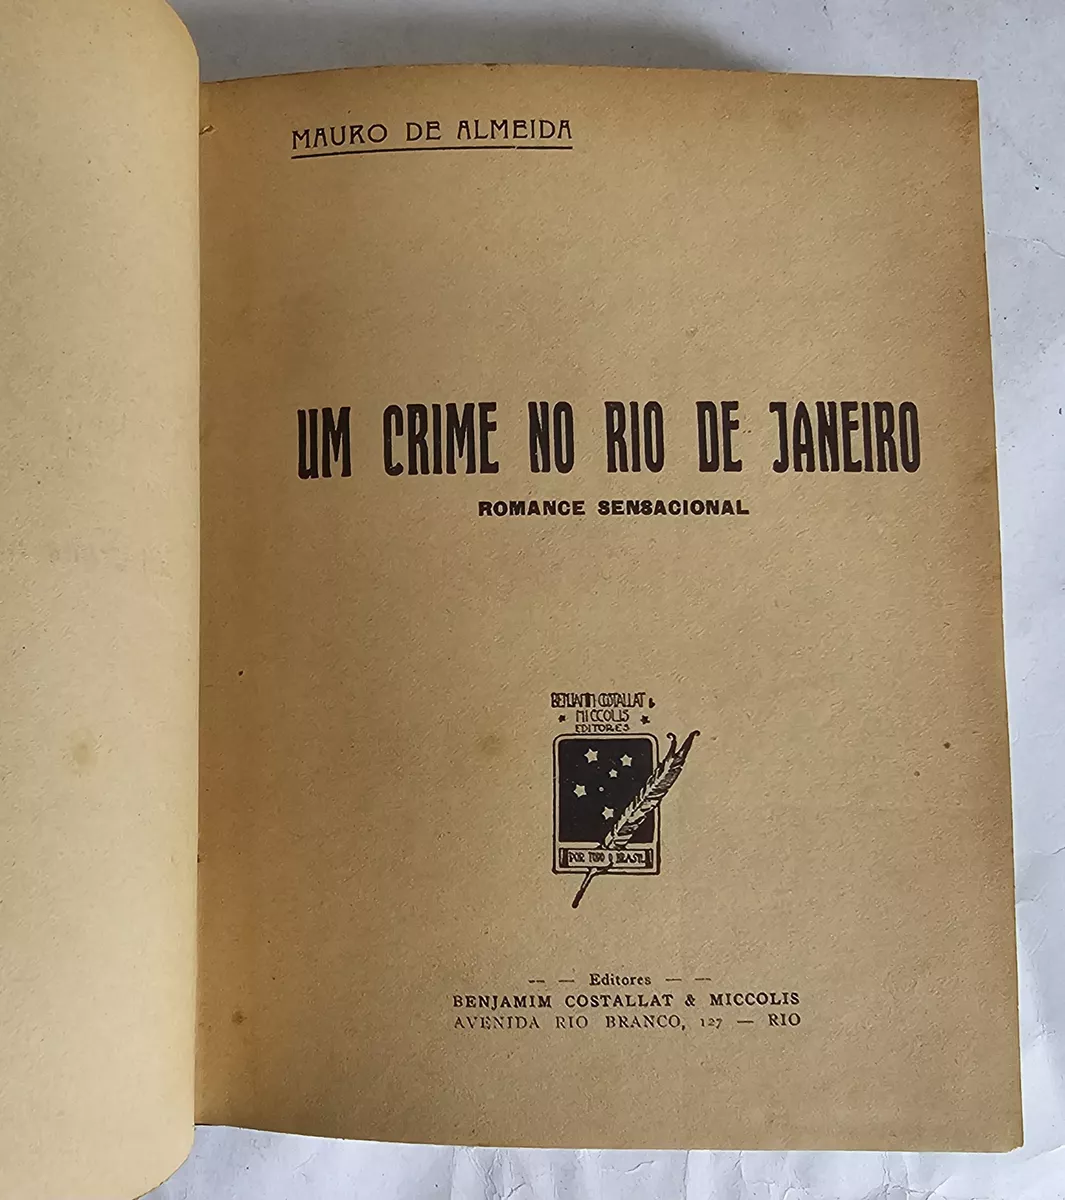 MAURO DE ALMEIDA
UM CRIME NO RIO DE JANEIRO
ROMANCE SENSACIONAL
BENJAMIN COSTALLAT &
MICCOLIS
EDITORES
POR TODO O BRASIL
-- — Editores — --
BENJAMIM COSTALLAT & MICCOLIS
AVENIDA RIO BRANCO, 127 — RIO